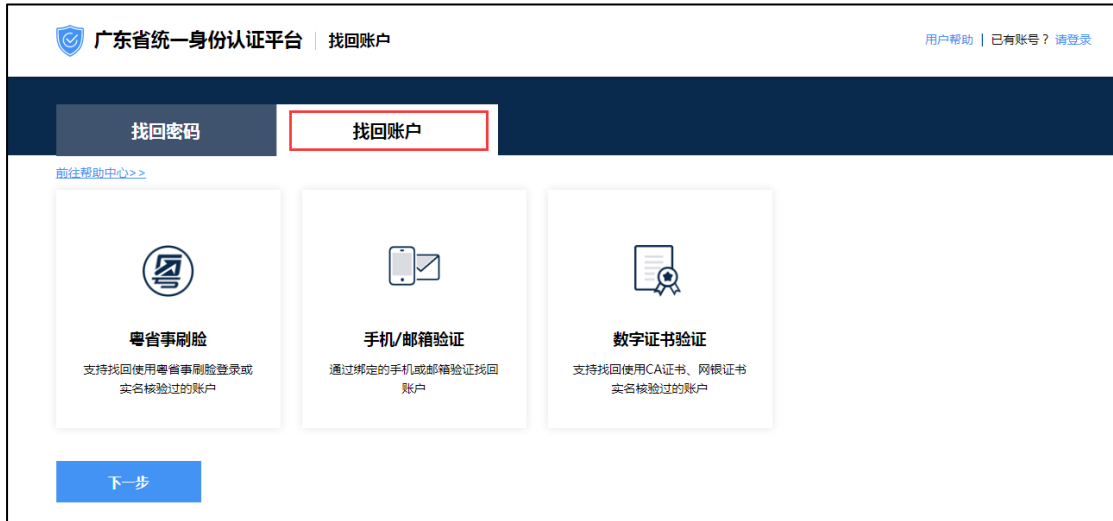 广东省统一身份认证平台 | 找回账户
用户帮助 | 已有账号？请登录
找回密码
找回账户
前往帮助中心>>
粤省事刷脸
支持找回使用粤省事刷脸登录或
实名核验过的账户
手机/邮箱验证
通过绑定的手机或邮箱验证找回
账户
数字证书验证
支持找回使用CA证书、网银证书
实名核验过的账户
下一步